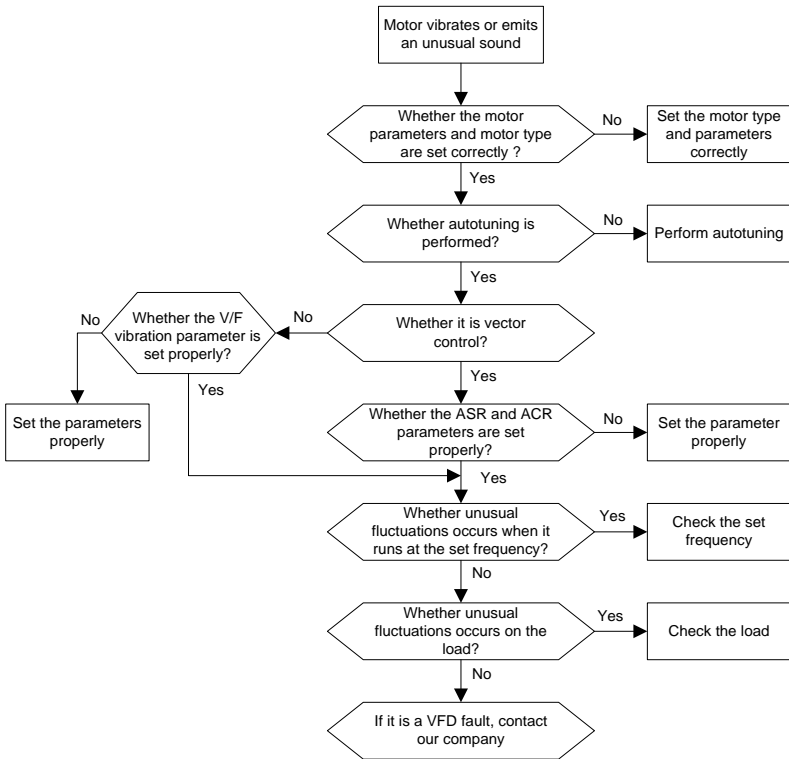 Motor vibrates or emits
an unusual sound
Whether the motor
parameters and motor type
are set correctly ?
No
Set the motor type
and parameters
correctly
Yes
Whether autotuning is
performed?
No
Perform autotuning
Yes
Whether it is vector
control?
No
Whether the V/F
vibration parameter is
set properly?
No
Set the parameters
properly
Yes
Yes
Whether the ASR and ACR
parameters are set
properly?
No
Set the parameter
properly
Yes
Whether unusual
fluctuations occurs when it
runs at the set frequency?
Yes
Check the set
frequency
No
Whether unusual
fluctuations occurs on the
load?
Yes
Check the load
No
If it is a VFD fault, contact
our company